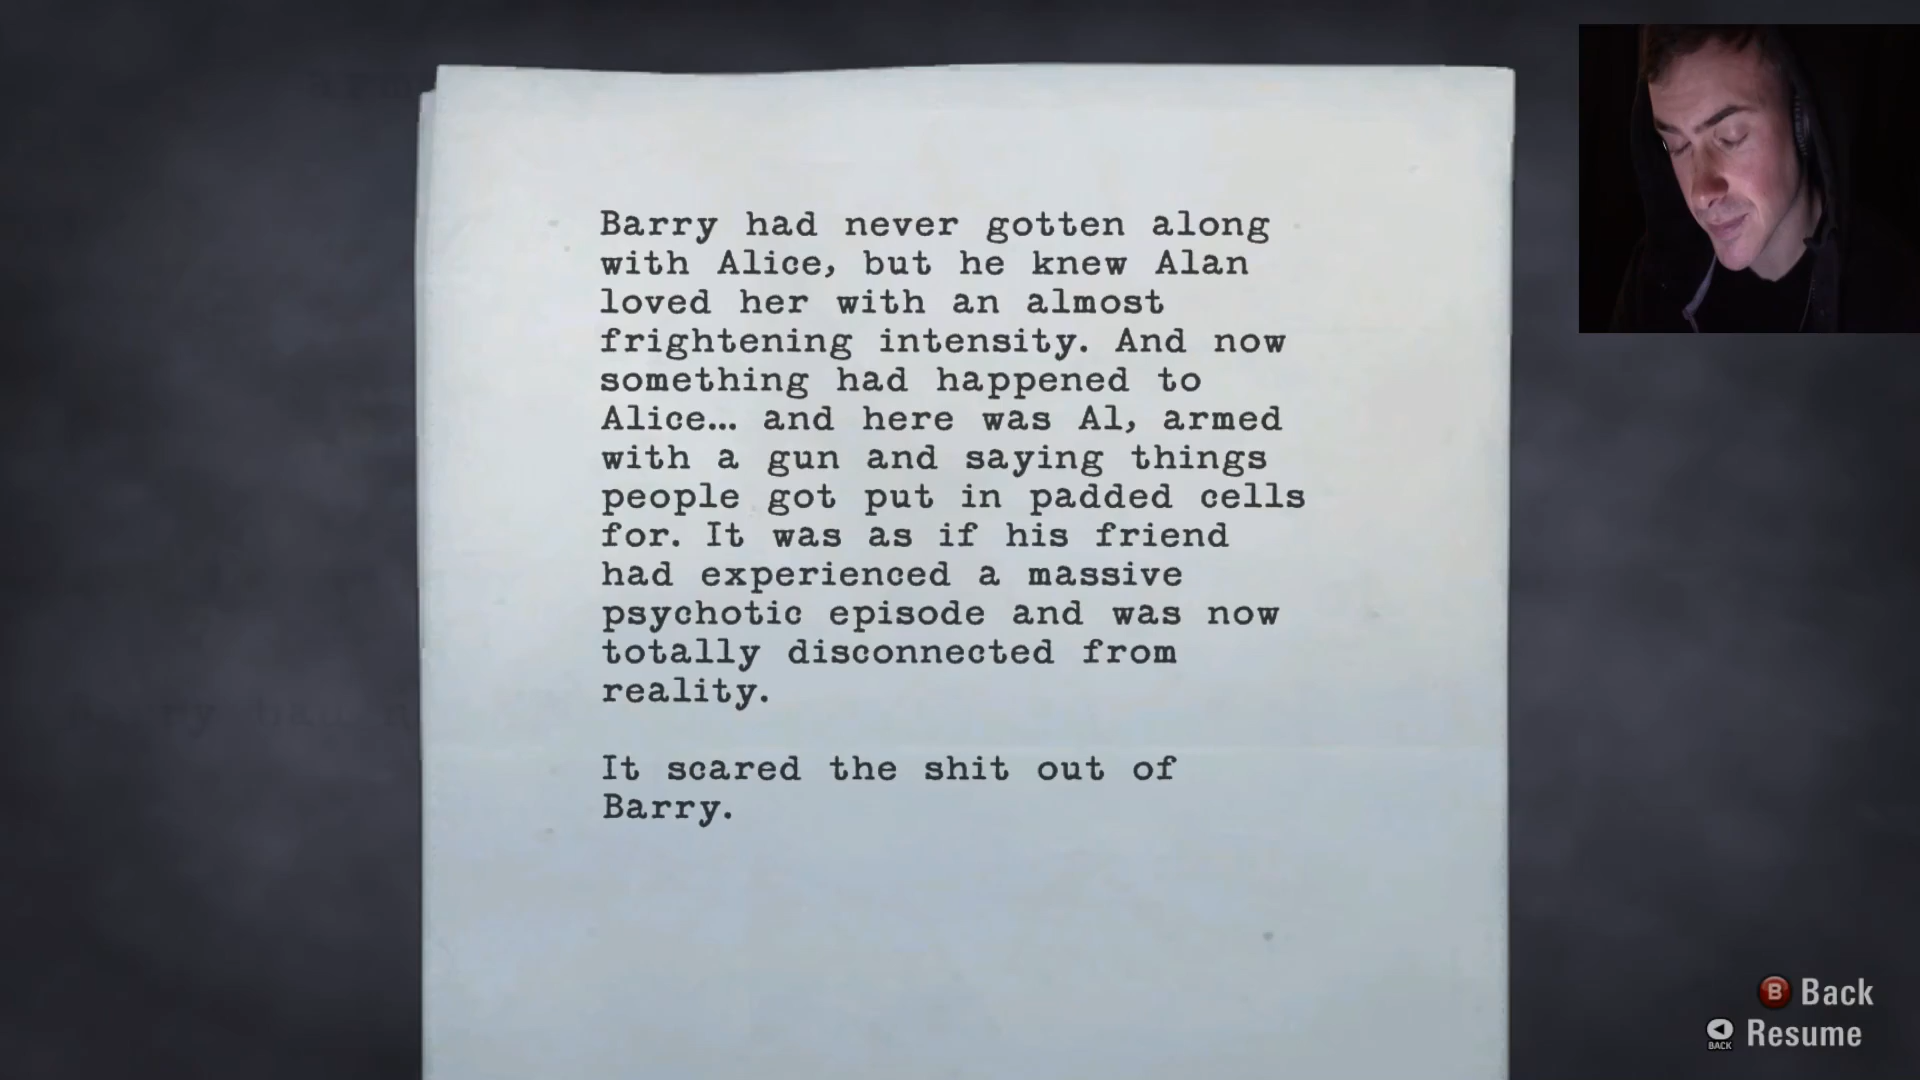 Barry had never gotten along
with Alice, but he knew Alan
loved her with an almost
frightening intensity. And now
something had happened to
Alice... and here was Al, armed
with a gun and saying things
people got put in padded cells
for. It was as if his friend
had experienced a massive
psychotic episode and was now
totally disconnected from
reality.
It scared the shit out of
Barry.
B Back
BACK Resume